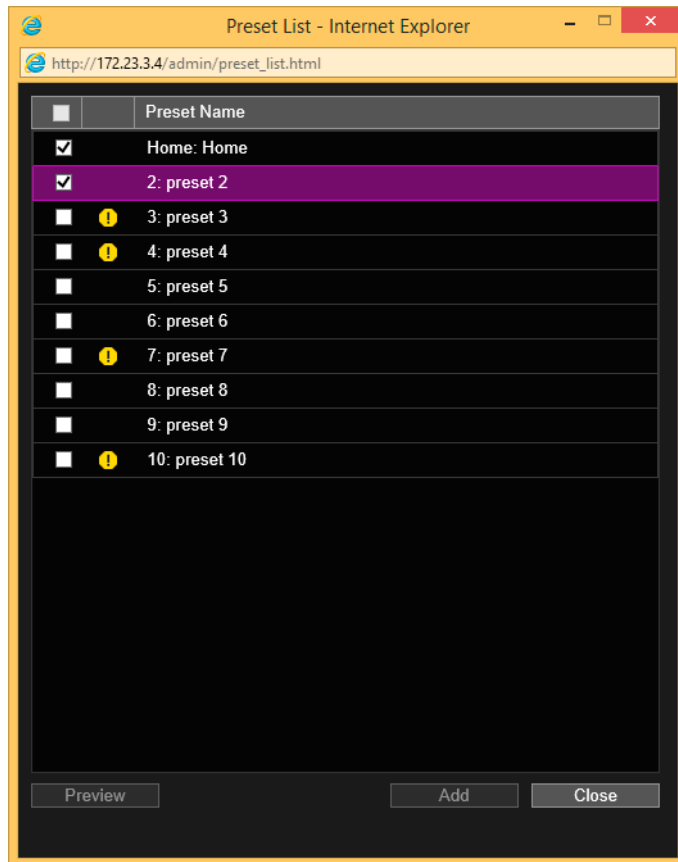 Preset List - Internet Explorer
http://172.23.3.4/admin/preset_list.html
Preset Name
Home: Home
2: preset 2
3: preset 3
4: preset 4
5: preset 5
6: preset 6
7: preset 7
8: preset 8
9: preset 9
10: preset 10
Preview Add Close